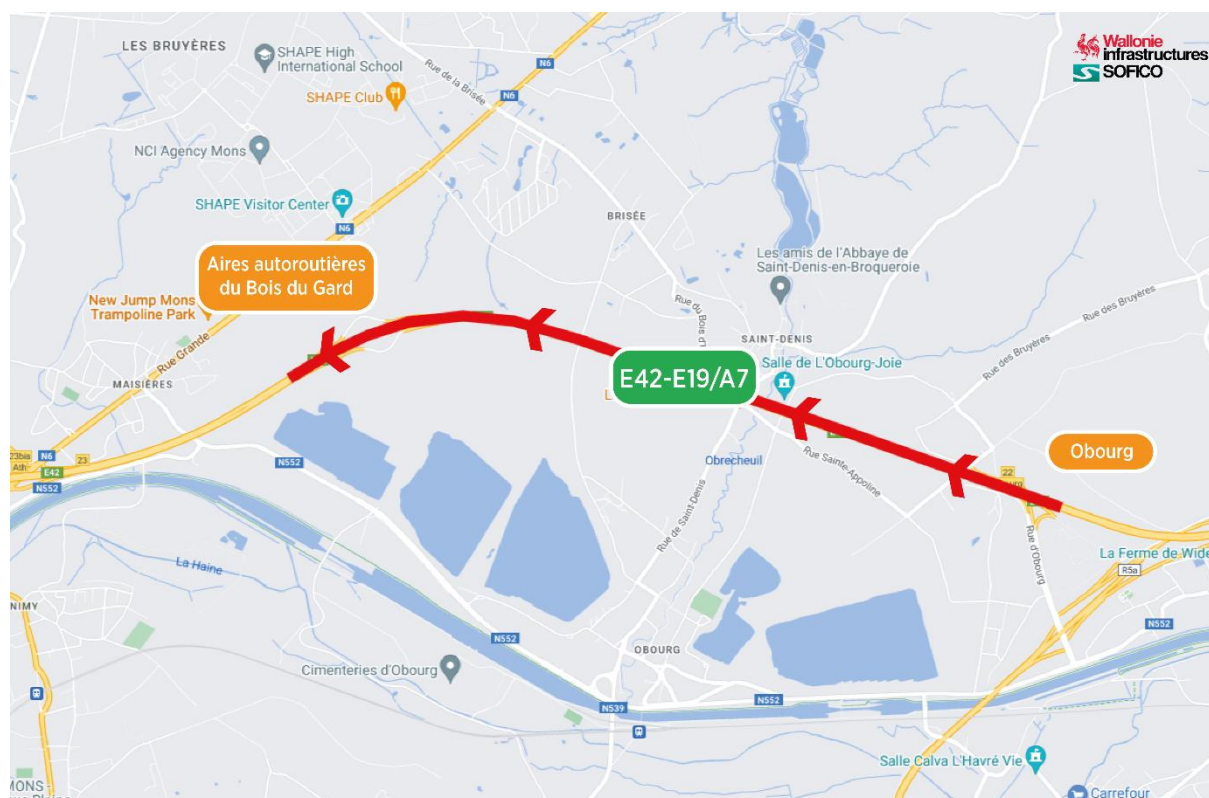 LES BRUYÈRES
SHAPE High
International School
Rue de la Brisée
N6
Wallonie
infrastructures
SOFICO
SHAPE Club
N6
NCI Agency Mons
SHAPE Visitor Center
N6
BRISÉE
Les amis de l'Abbaye de
Saint-Denis-en-Broqueroie
Aires autoroutières
du Bois du Gard
New Jump Mons
Trampoline Park
Rue Grande
Rue du Bois d'
Rue des Bruyères
SAINT-DENIS
Rue des Bruyères
Salle de L'Obourg-Joie
E42-E19/A7
MAISIÈRES
Obourg
23bis
Ath
N6
E42
23
N552
N552
Obrecheuil
Rue Sainte-Appoline
22
Rue de Saint-Denis
Rue d'Obourg
La Ferme de Wide
R5a
La Haine
NIMY
N552
N552
OBOURG
Cimenteries d'Obourg
N552
N539
Salle Calva L'Havré Vie
MONS
Carrefour